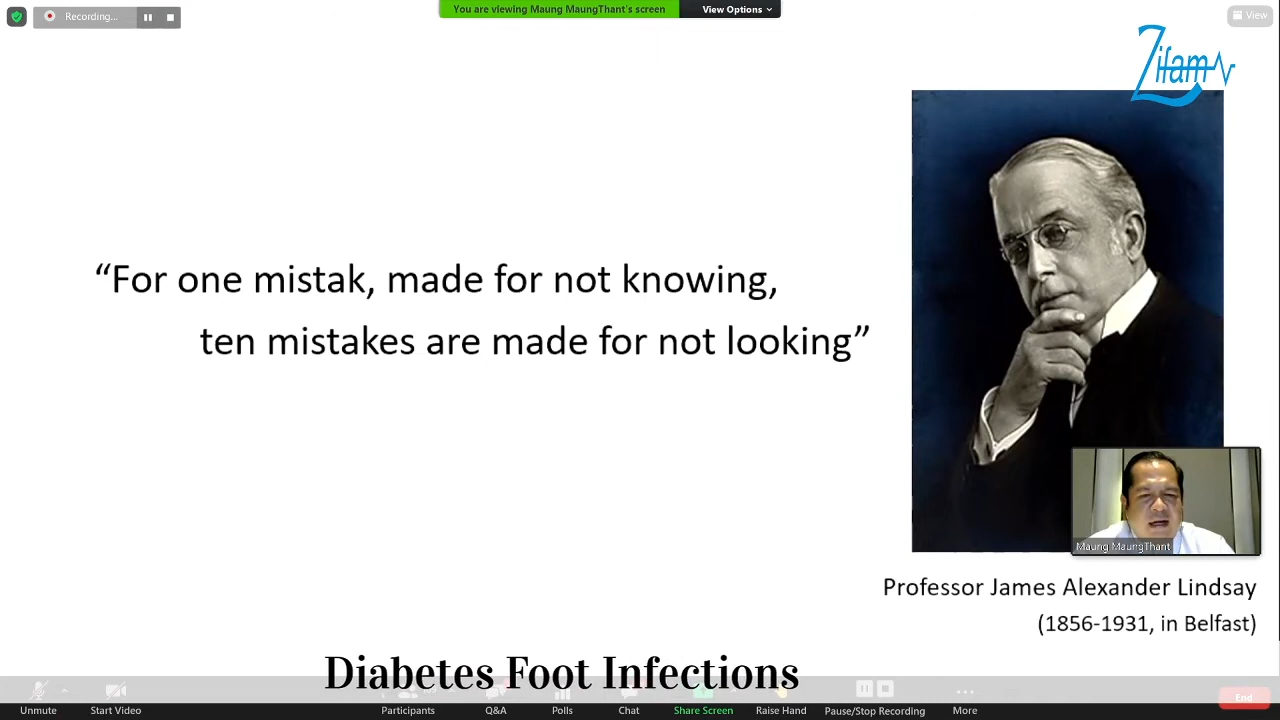 Recording...
You are viewing Maung MaungThant's screen
View Options
View
Zifam
“For one mistak, made for not knowing,
ten mistakes are made for not looking”
Maung MaungThant
Professor James Alexander Lindsay
(1856-1931, in Belfast)
Diabetes Foot Infections
Unmute
Start Video
Participants
Q&A
Polls
Chat
Share Screen
Raise Hand
Pause/Stop Recording
More
End